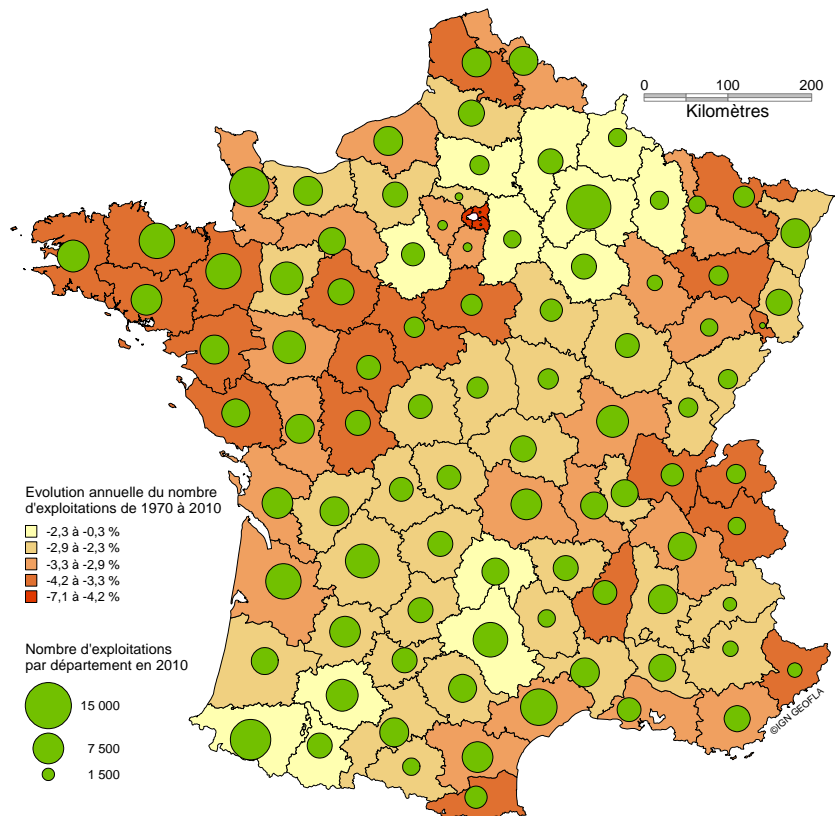 0 100 200
Kilomètres
Evolution annuelle du nombre
d'exploitations de 1970 à 2010
-2,3 à -0,3 %
-2,9 à -2,3 %
-3,3 à -2,9 %
-4,2 à -3,3 %
-7,1 à -4,2 %
Nombre d'exploitations
par département en 2010
15 000
7 500
1 500
©IGN GEOFLA